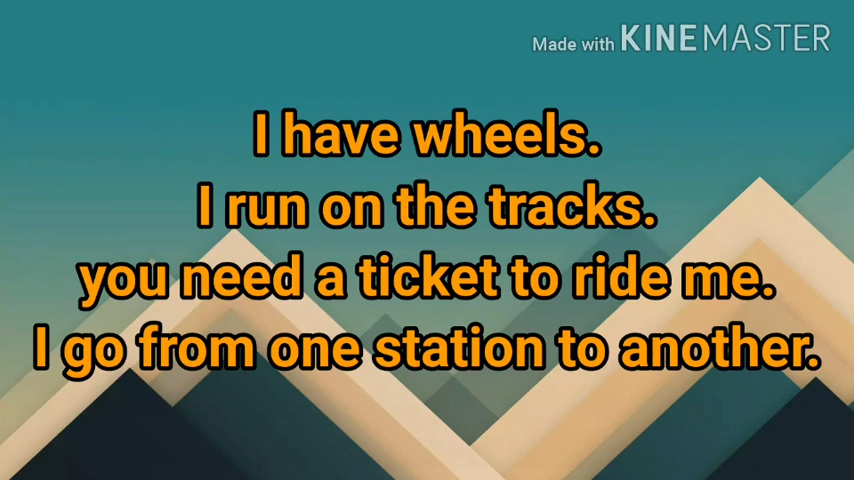 Made with KINEMASTER
I have wheels.
I run on the tracks.
you need a ticket to ride me.
I go from one station to another.